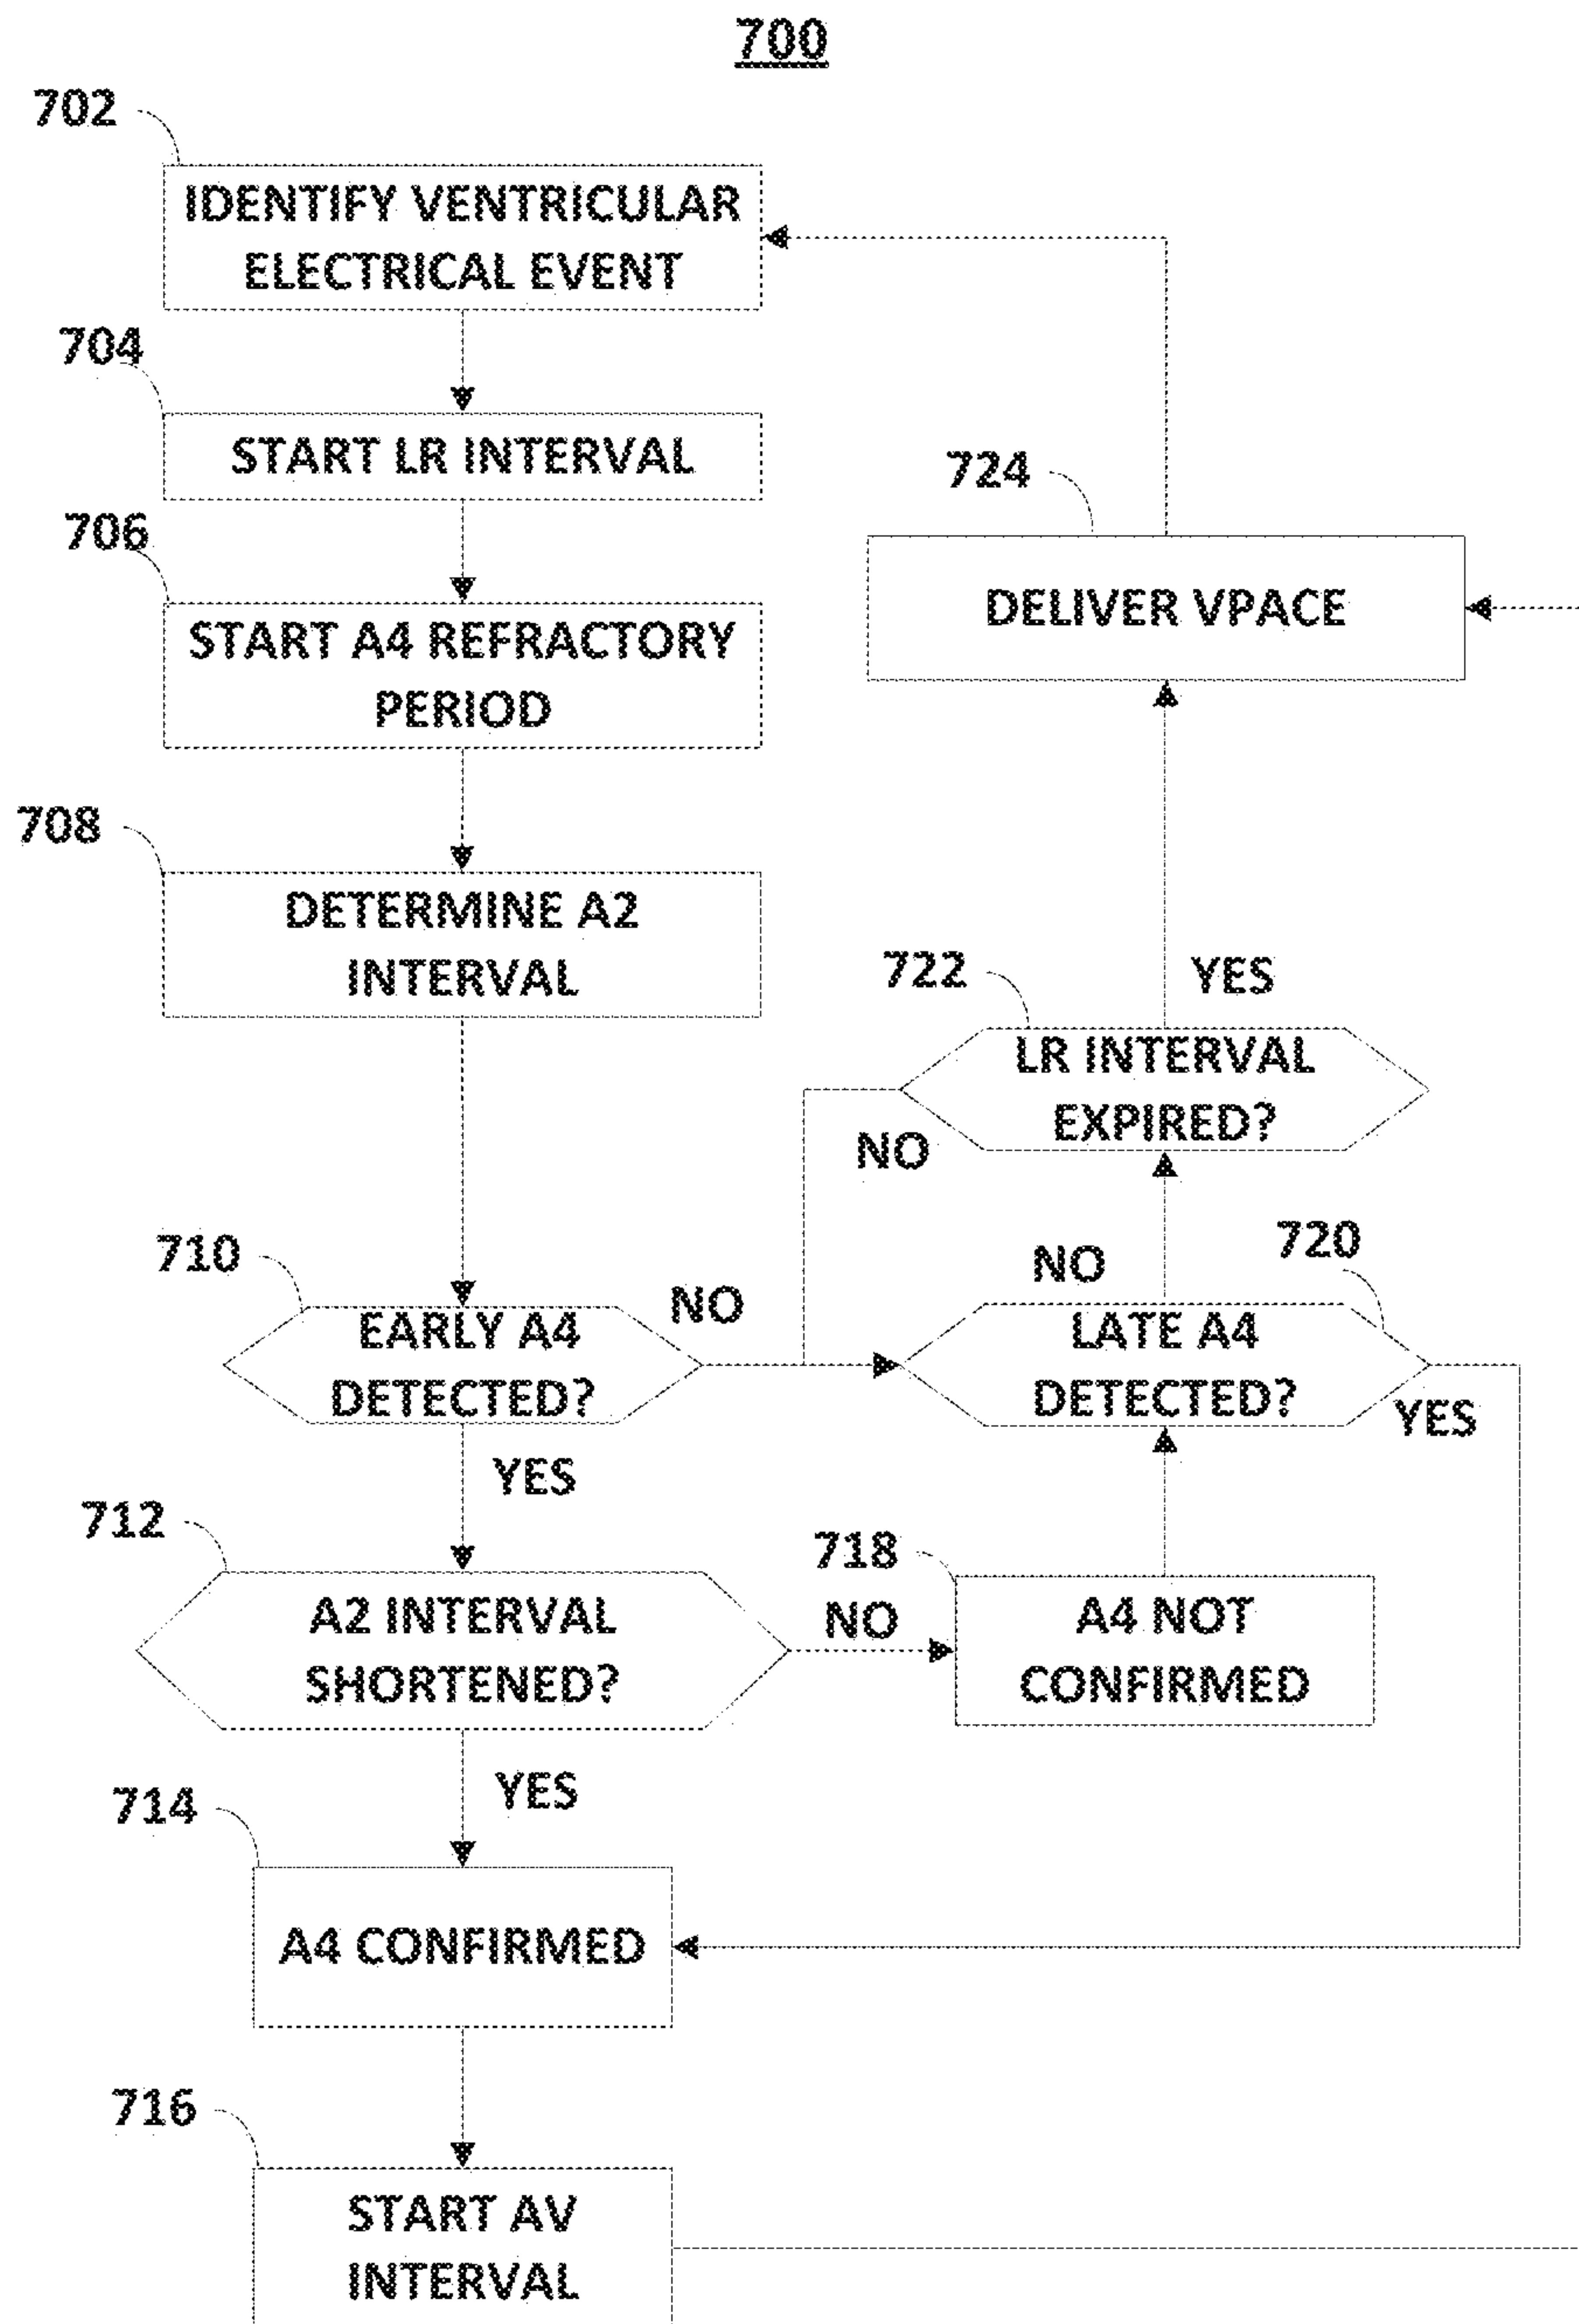 700
702
IDENTIFY VENTRICULAR
ELECTRICAL EVENT
704
START LR INTERVAL
706
START A4 REFRACTORY
PERIOD
708
DETERMINE A2
INTERVAL
710
EARLY A4
DETECTED?
NO
YES
712
A2 INTERVAL
SHORTENED?
NO
YES
714
A4 CONFIRMED
716
START AV
INTERVAL
718
A4 NOT
CONFIRMED
720
LATE A4
DETECTED?
YES
NO
722
LR INTERVAL
EXPIRED?
NO
YES
724
DELIVER VPACE